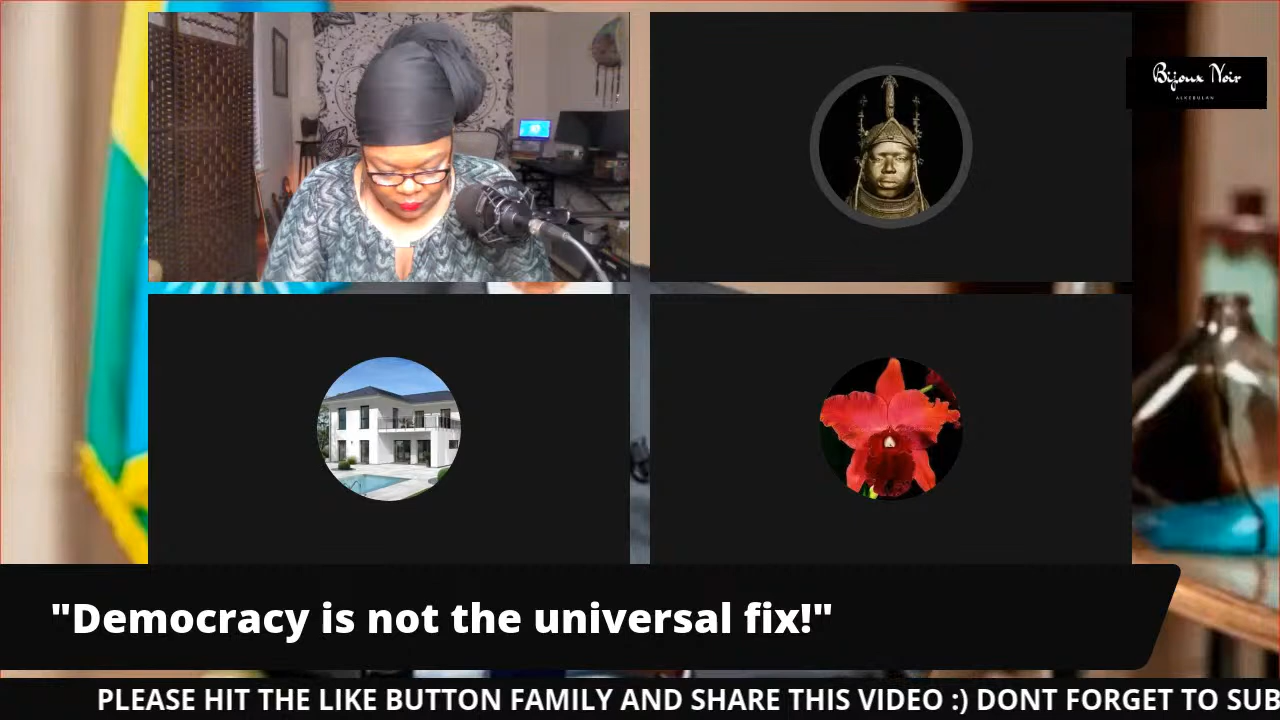 Bijoux Noir
ALKEBULAN
"Democracy is not the universal fix!"
PLEASE HIT THE LIKE BUTTON FAMILY AND SHARE THIS VIDEO :) DONT FORGET TO SUB